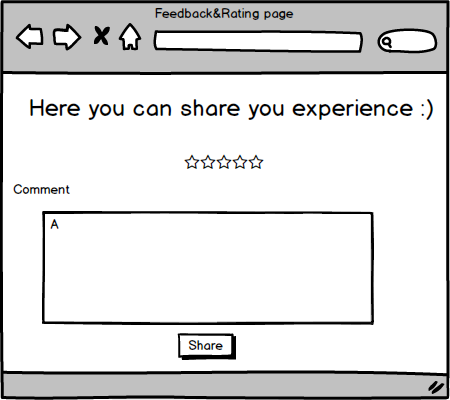 Feedback&Rating page
Here you can share you experience :)
Comment
A
Share